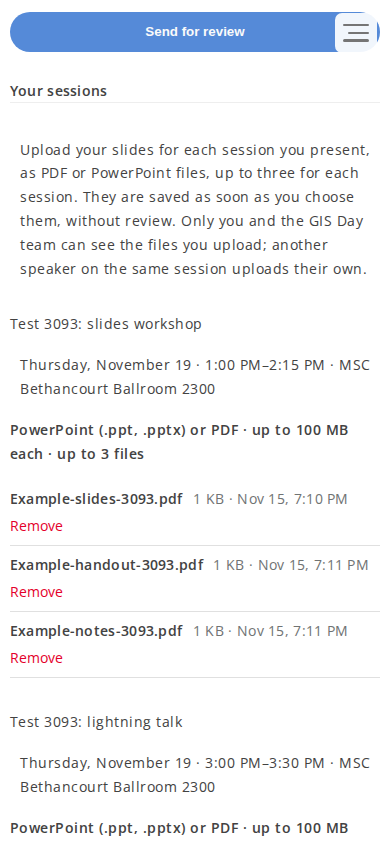 Send for review
Your sessions
Upload your slides for each session you present,
as PDF or PowerPoint files, up to three for each
session. They are saved as soon as you choose
them, without review. Only you and the GIS Day
team can see the files you upload; another
speaker on the same session uploads their own.
Test 3093: slides workshop
Thursday, November 19 · 1:00 PM–2:15 PM · MSC
Bethancourt Ballroom 2300
PowerPoint (.ppt, .pptx) or PDF · up to 100 MB
each · up to 3 files
Example-slides-3093.pdf 1 KB · Nov 15, 7:10 PM
Remove
Example-handout-3093.pdf 1 KB · Nov 15, 7:11 PM
Remove
Example-notes-3093.pdf 1 KB · Nov 15, 7:11 PM
Remove
Test 3093: lightning talk
Thursday, November 19 · 3:00 PM–3:30 PM · MSC
Bethancourt Ballroom 2300
PowerPoint (.ppt, .pptx) or PDF · up to 100 MB